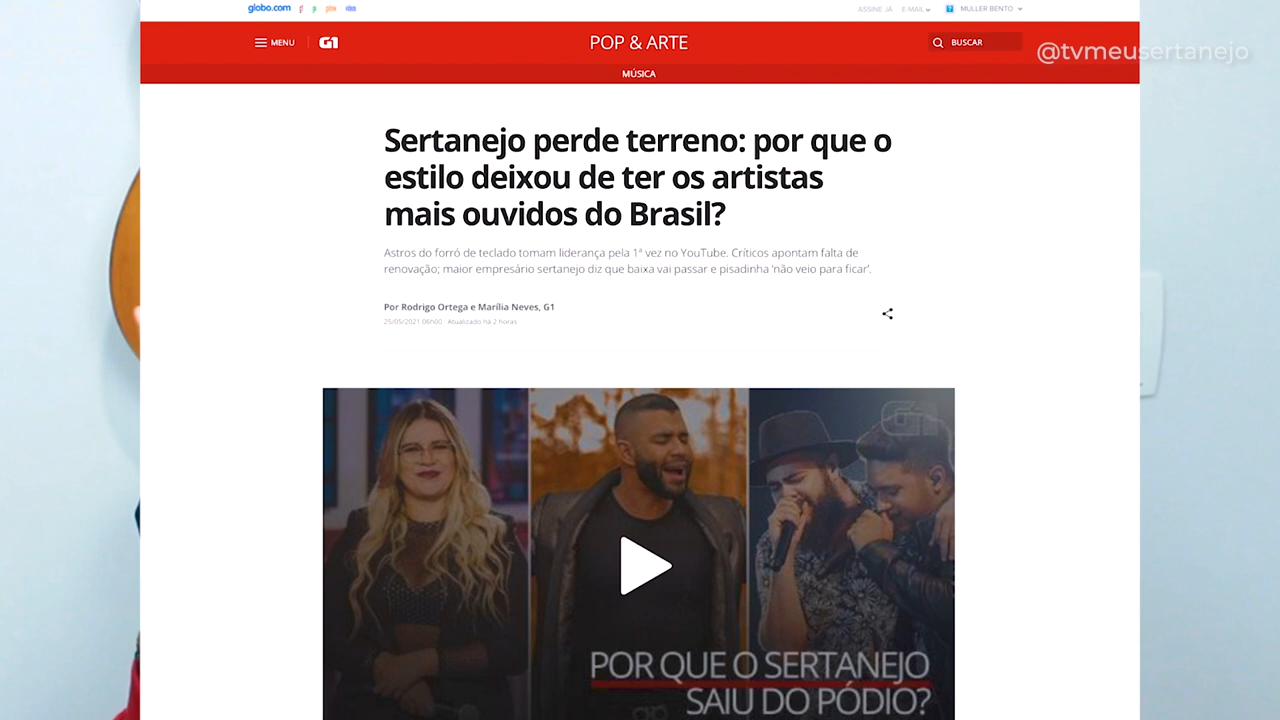 globo.com g1 ge gshow
ASSINE JÁ E-MAIL MULLER BENTO
MENU G1 POP & ARTE BUSCAR
@tvmeusertanejo
MÚSICA
Sertanejo perde terreno: por que o
estilo deixou de ter os artistas
mais ouvidos do Brasil?
Astros do forró de teclado tomam liderança pela 1ª vez no YouTube. Críticos apontam falta de
renovação; maior empresário sertanejo diz que baixa vai passar e pisadinha 'não veio para ficar'.
Por Rodrigo Ortega e Marília Neves, G1
25/05/2021 06h00 · Atualizado há 2 horas
G1
POR QUE O SERTANEJO
SAIU DO PÓDIO?